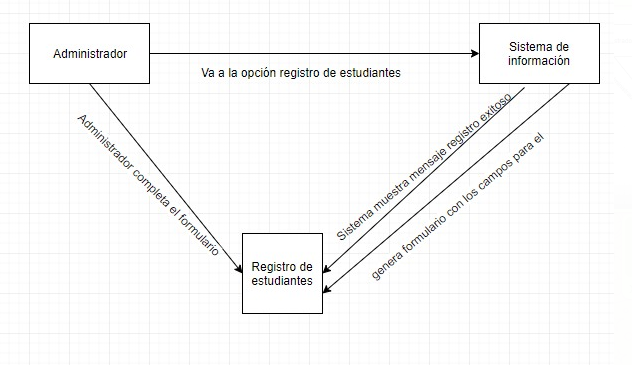 Administrador
Sistema de
información
Va a la opción registro de estudiantes
Administrador completa el formulario
Sistema muestra mensaje registro exitoso
genera formulario con los campos para el
Registro de
estudiantes